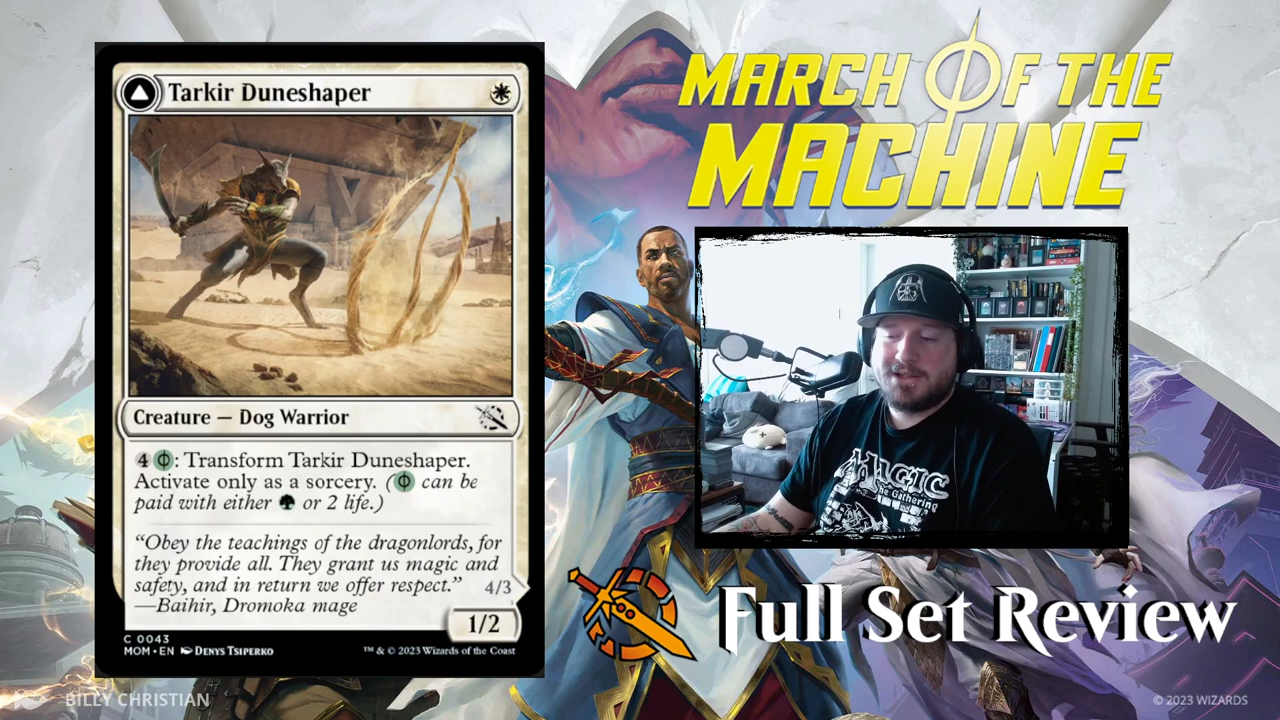 Tarkir Duneshaper
Creature — Dog Warrior
4: Transform Tarkir Duneshaper.
Activate only as a sorcery. ( can be
paid with either or 2 life.)
“Obey the teachings of the dragonlords, for
they provide all. They grant us magic and
safety, and in return we offer respect.”
—Baihir, Dromoka mage
4/3
1/2
C 0043
MOM • EN DENYS TSIPERKO
™ & © 2023 Wizards of the Coast
BILLY CHRISTIAN
MARCH OF THE
MACHINE
MAGIC
The Gathering
Full Set Review
© 2023 WIZARDS